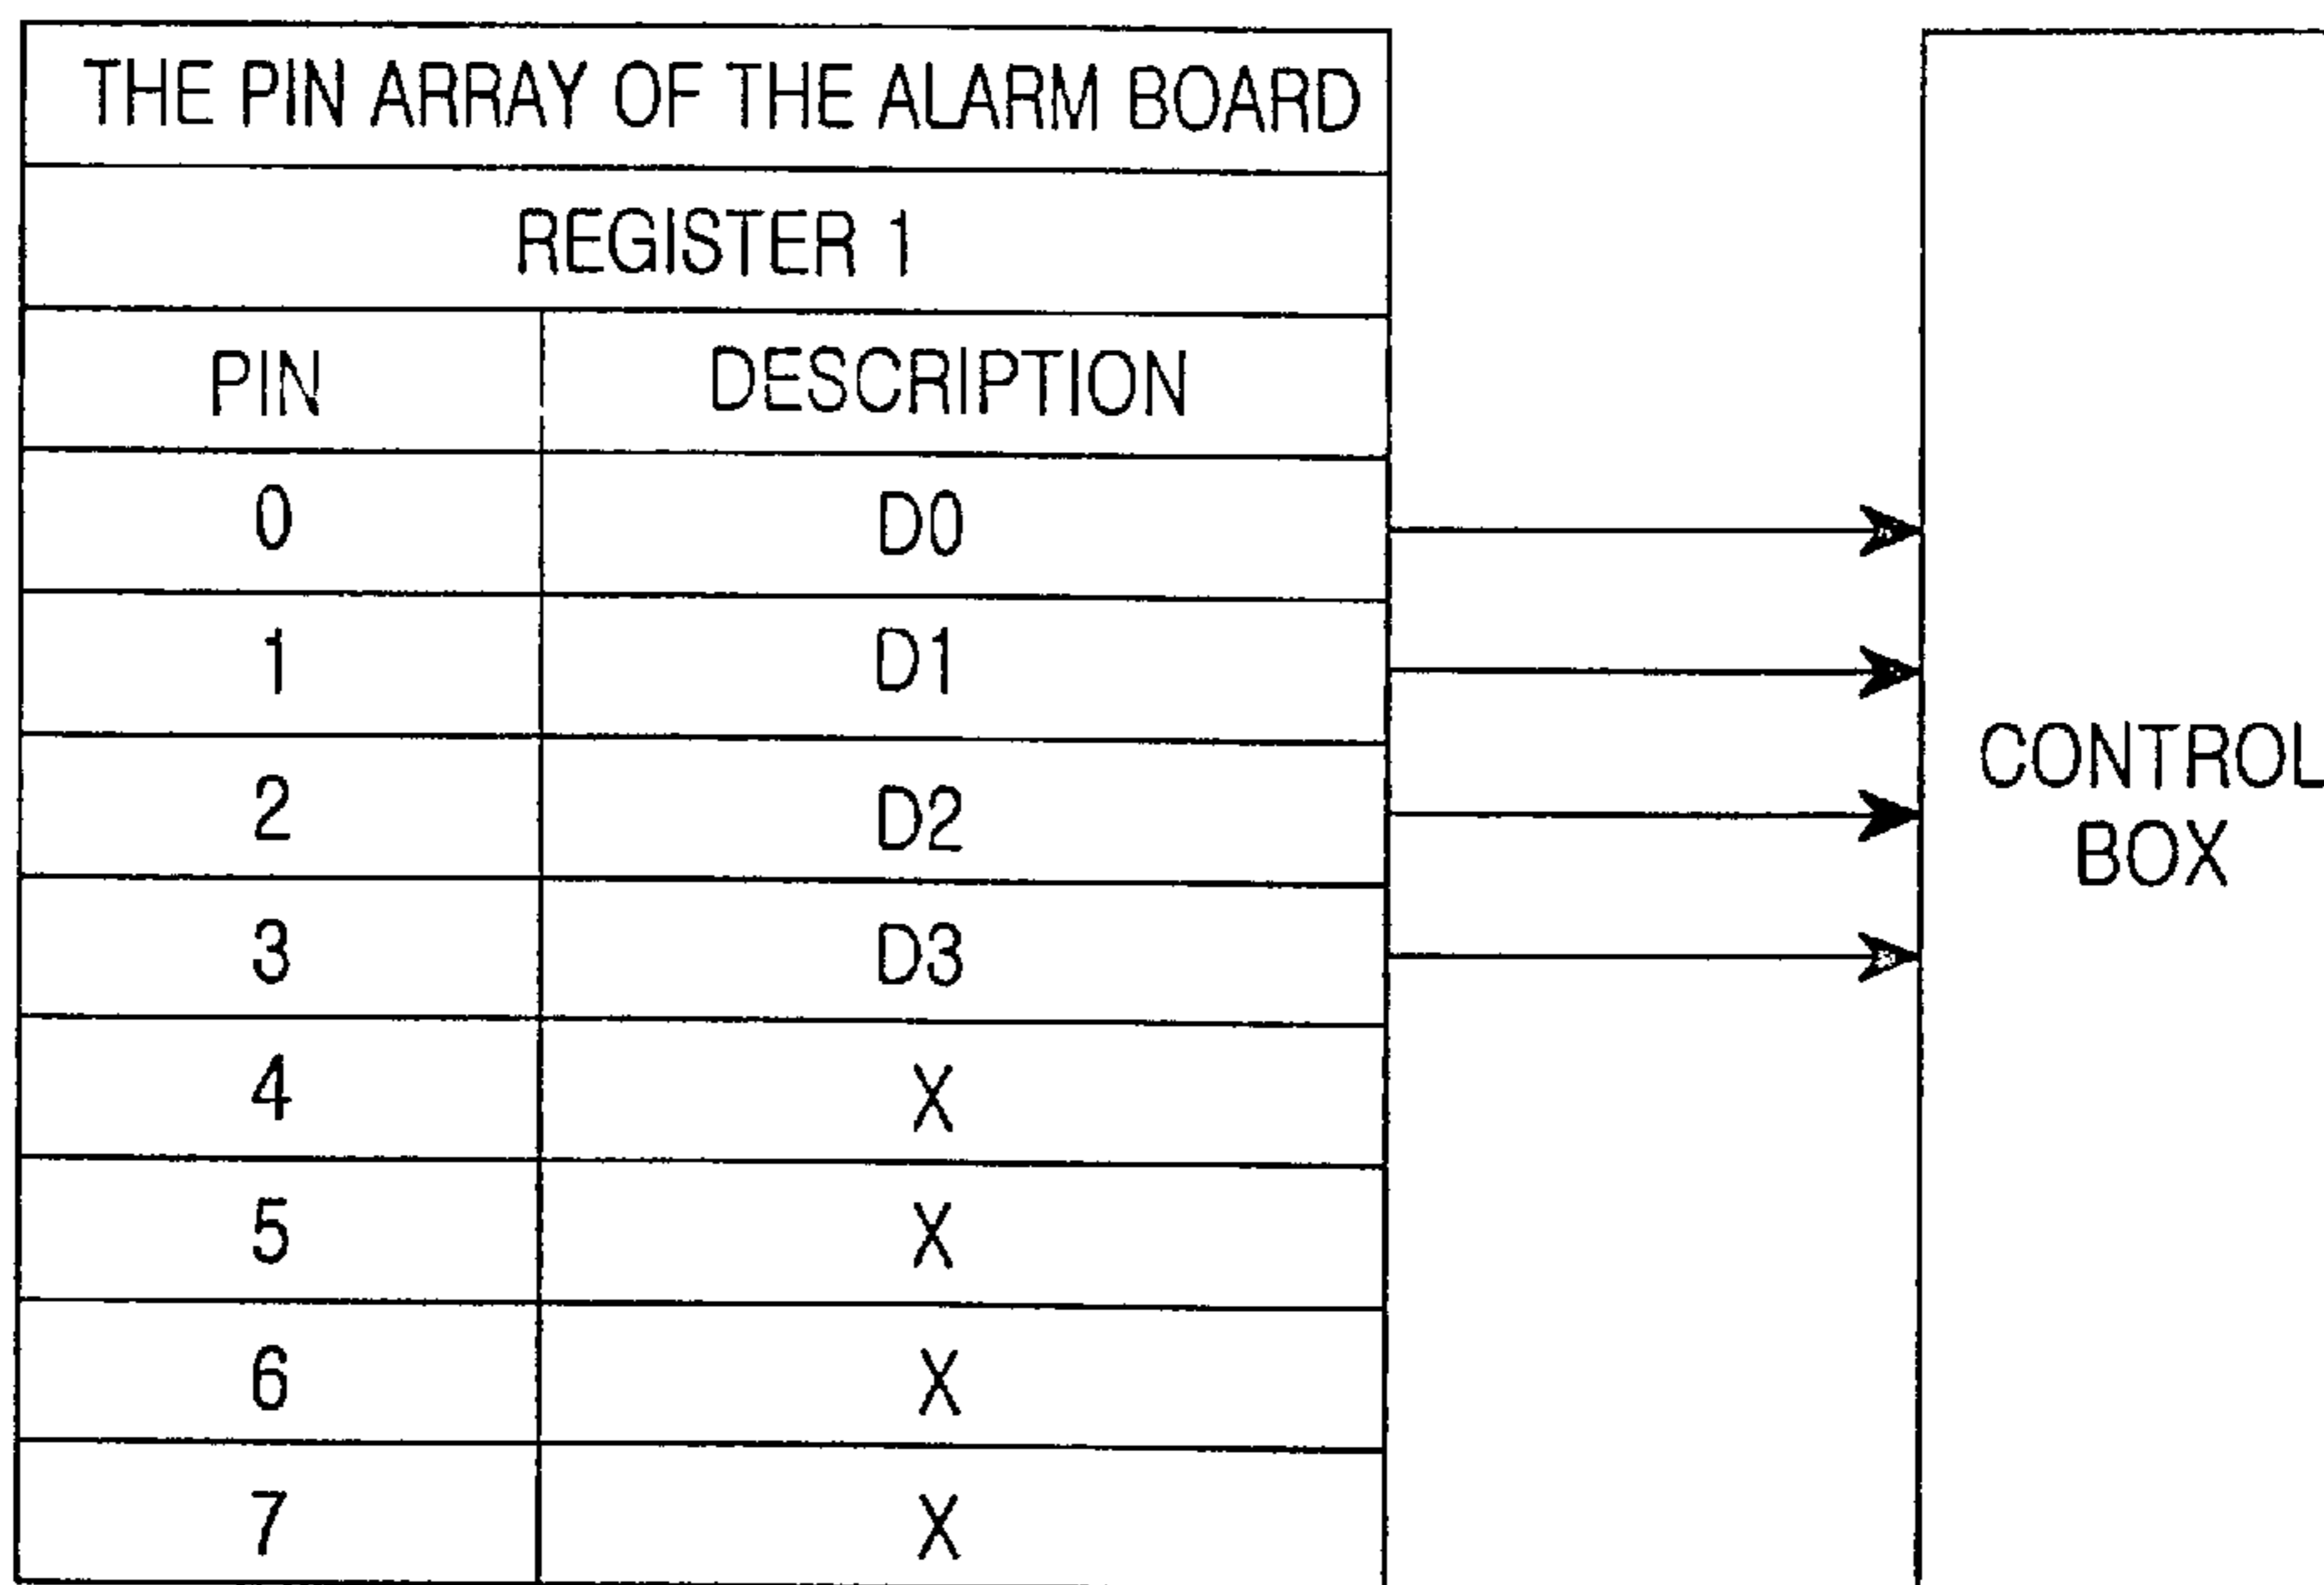 THE PIN ARRAY OF THE ALARM BOARD
REGISTER 1
PIN DESCRIPTION
0 D0
1 D1
2 D2
3 D3
4 X
5 X
6 X
7 X
CONTROL
BOX